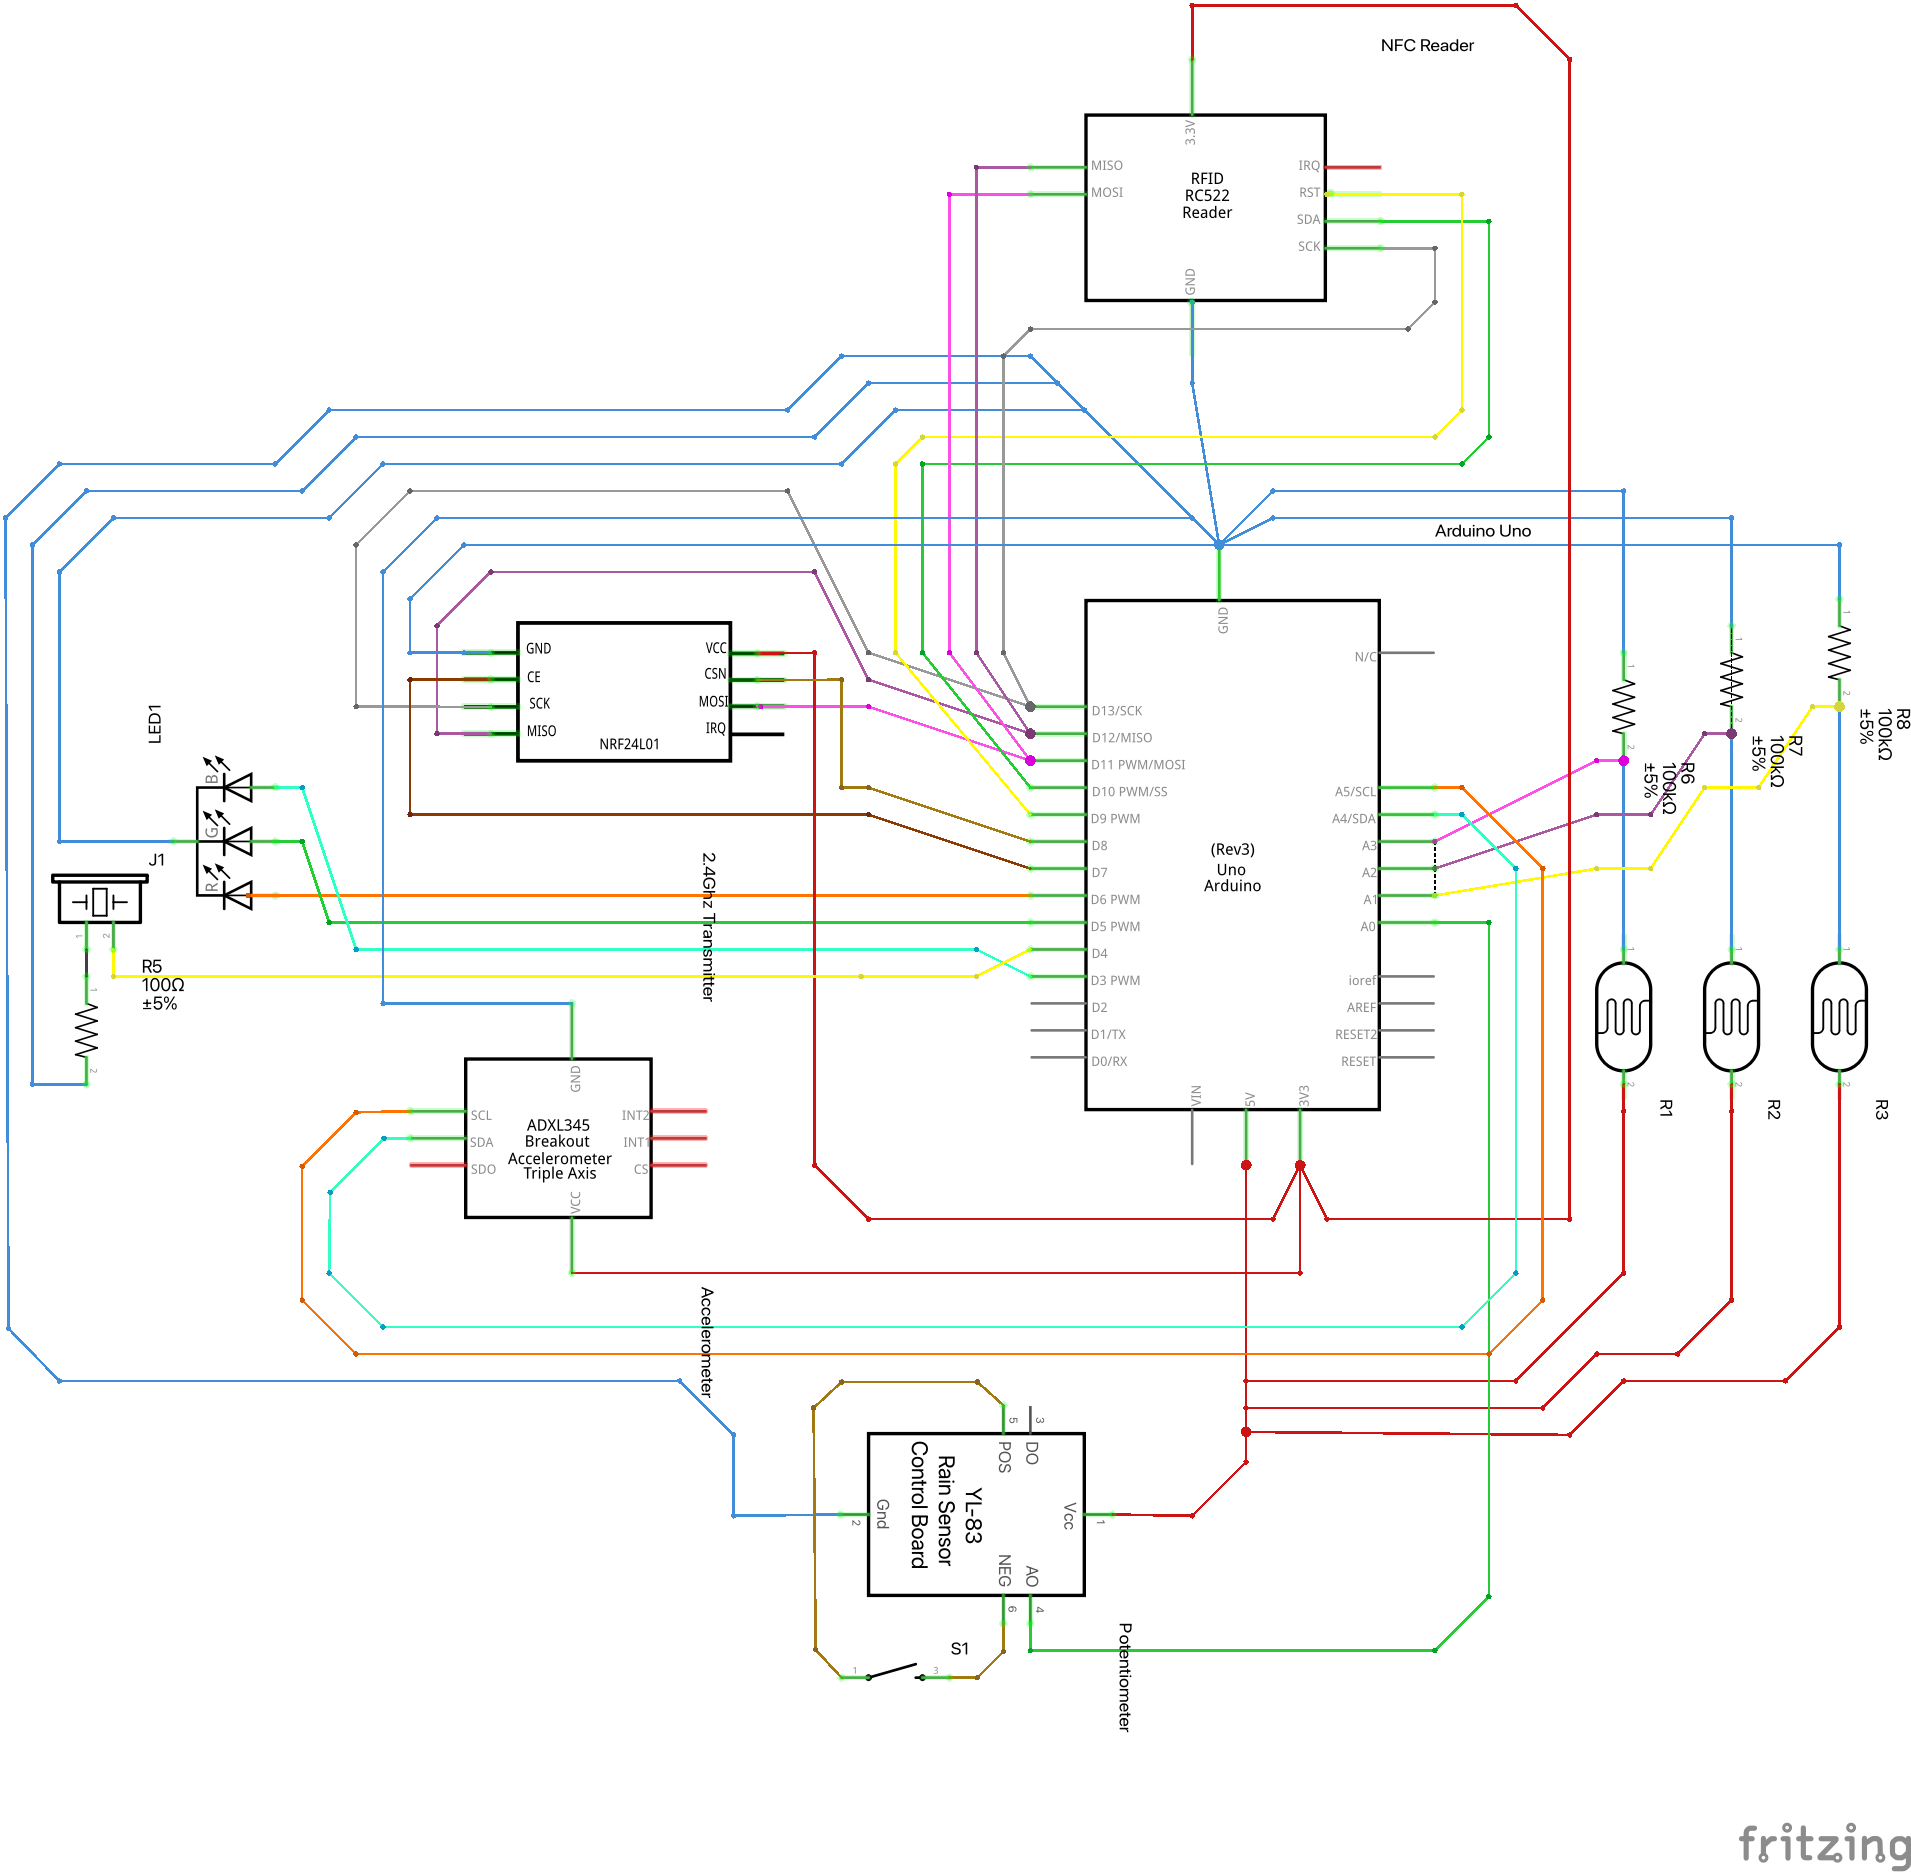 NFC Reader
3.3V
MISO
MOSI
IRQ
RST
SDA
SCK
RFID
RC522
Reader
GND
Arduino Uno
GND
N/C
D13/SCK
D12/MISO
D11 PWM/MOSI
D10 PWM/SS
D9 PWM
D8
D7
D6 PWM
D5 PWM
D4
D3 PWM
D2
D1/TX
D0/RX
A5/SCL
A4/SDA
A3
A2
A1
A0
ioref
AREF
RESET2
RESET
(Rev3)
Uno
Arduino
VIN
5V
3V3
GND
CE
SCK
MISO
VCC
CSN
MOSI
IRQ
NRF24L01
2.4Ghz Transmitter
LED1
B
G
R
J1
1
2
R5
100Ω
±5%
1
2
GND
SCL
SDA
SDO
INT2
INT1
CS
ADXL345
Breakout
Accelerometer
Triple Axis
VCC
Accelerometer
1
2
R6
100kΩ
±5%
1
2
R7
100kΩ
±5%
1
2
R8
100kΩ
±5%
1
2
R1
1
2
R2
1
2
R3
5
3
POS
DO
YL-83
Rain Sensor
Control Board
Gnd
2
Vcc
1
NEG
AO
6
4
S1
1
3
Potentiometer
fritzing